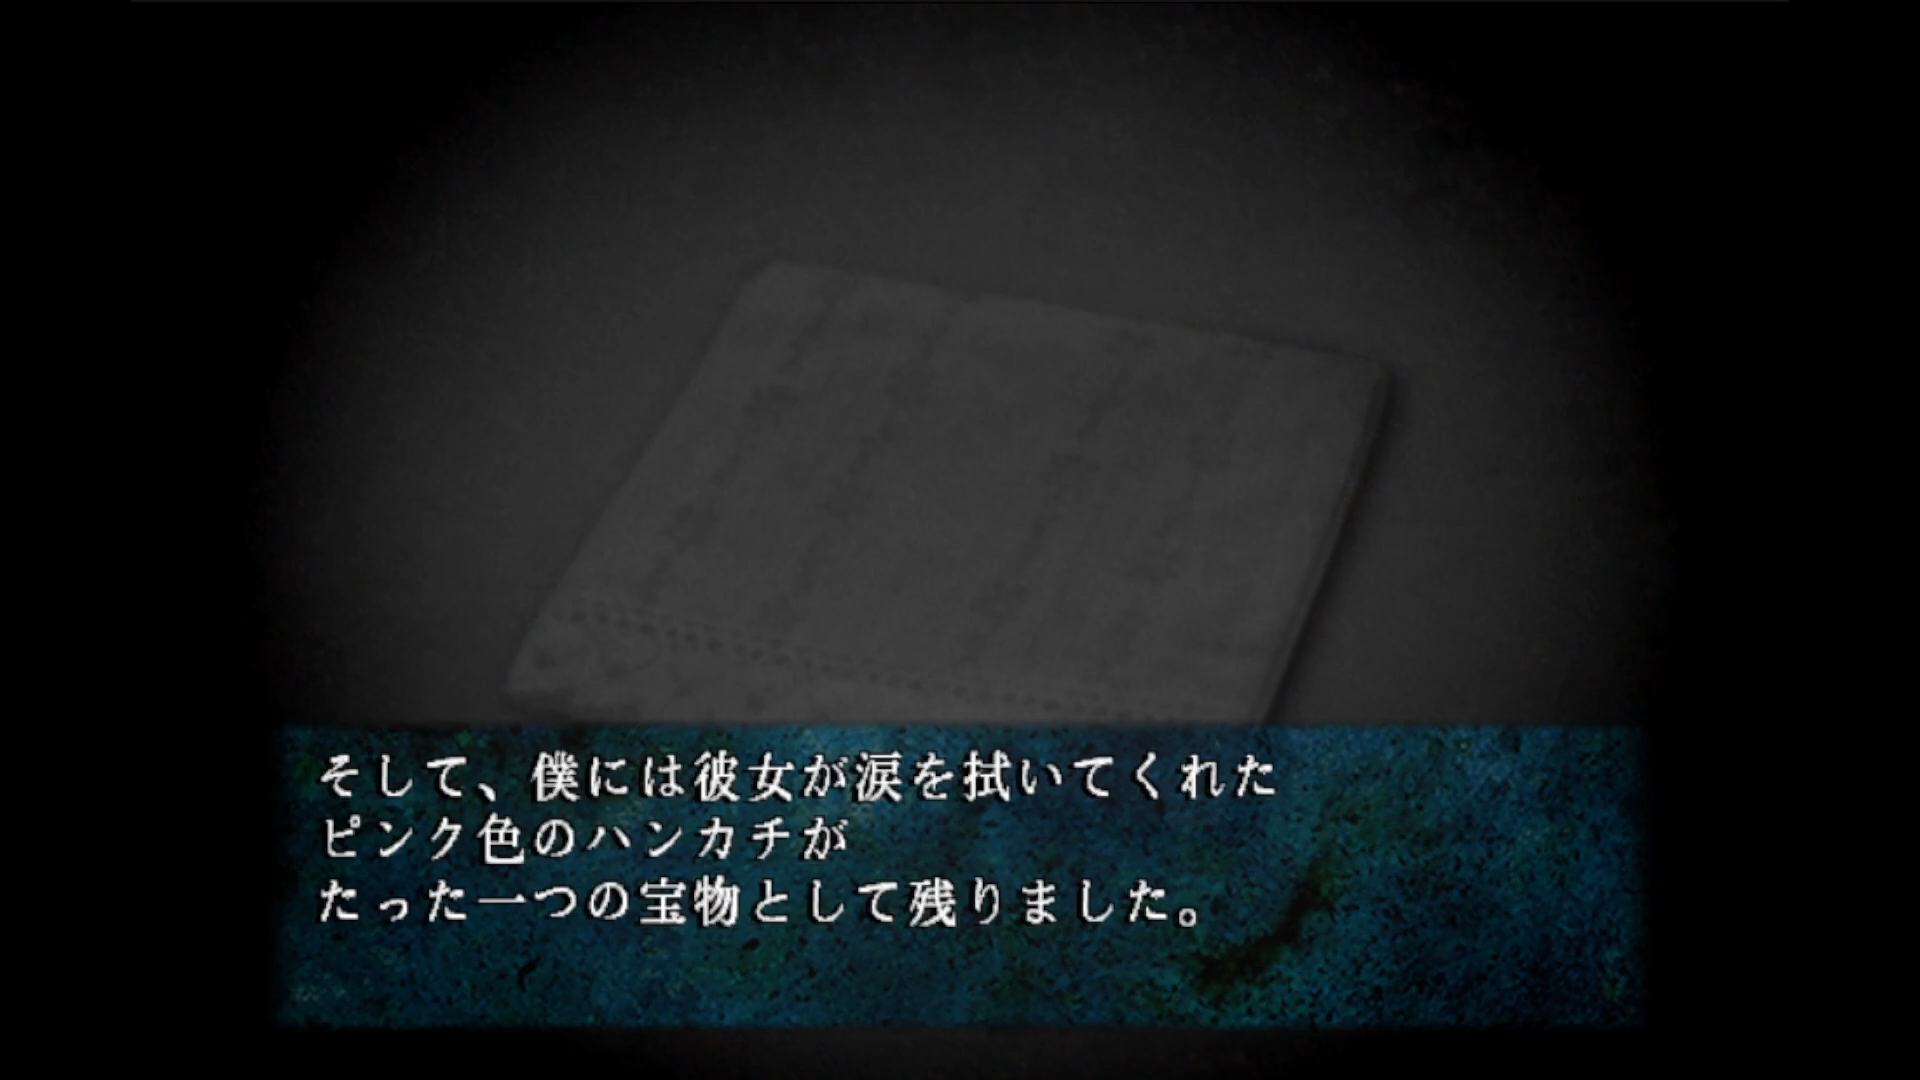 そして、僕には彼女が涙を拭いてくれた
ピンク色のハンカチが
たった一つの宝物として残りました。